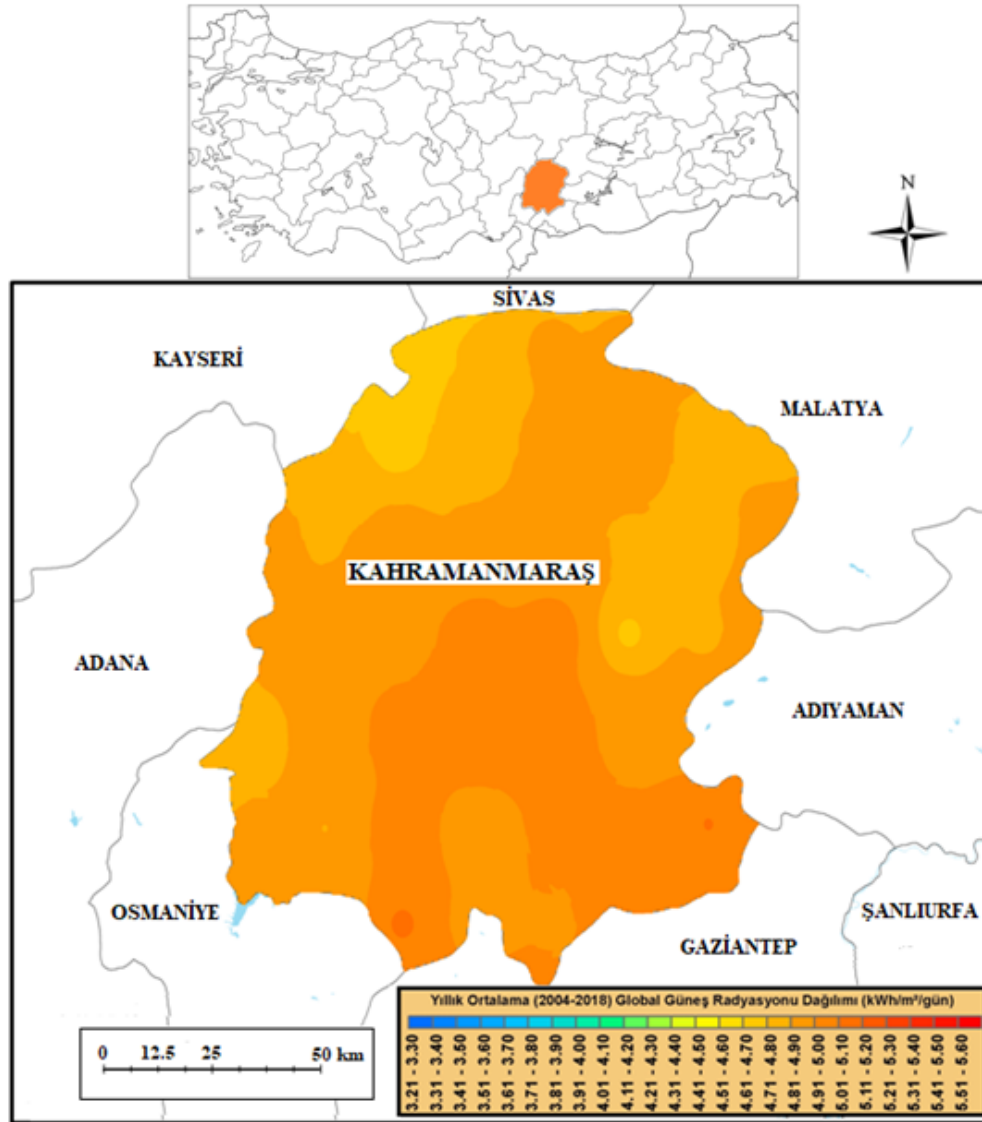 N
SİVAS
KAYSERİ
MALATYA
KAHRAMANMARAŞ
ADANA
ADIYAMAN
OSMANİYE
ŞANLIURFA
GAZİANTEP
Yıllık Ortalama (2004-2018) Global Güneş Radyasyonu Dağılımı (kWh/m²/gün)
3.21 - 3.30
3.31 - 3.40
3.41 - 3.50
3.51 - 3.60
3.61 - 3.70
3.71 - 3.80
3.81 - 3.90
3.91 - 4.00
4.01 - 4.10
4.11 - 4.20
4.21 - 4.30
4.31 - 4.40
4.41 - 4.50
4.51 - 4.60
4.61 - 4.70
4.71 - 4.80
4.81 - 4.90
4.91 - 5.00
5.01 - 5.10
5.11 - 5.20
5.21 - 5.30
5.31 - 5.40
5.41 - 5.50
5.51 - 5.60
0 12.5 25 50 km